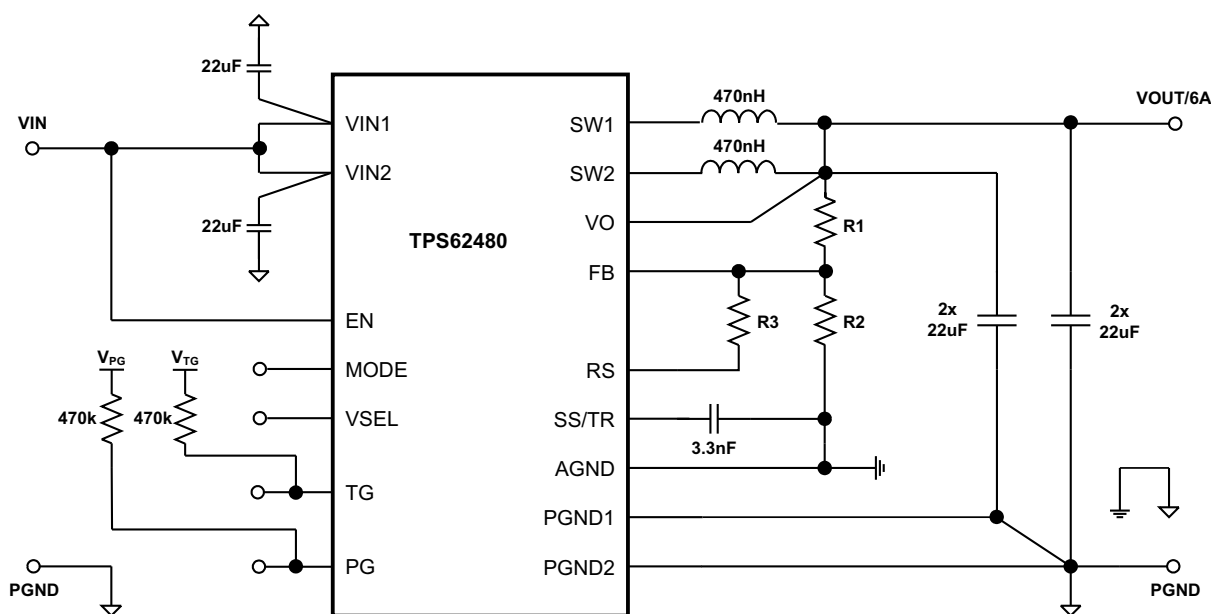 22uF
VIN
VIN1
VIN2
22uF
EN
V_PG
V_TG
MODE
470k
470k
VSEL
TG
PG
PGND
TPS62480
SW1
470nH
SW2
470nH
VO
R1
FB
R3
R2
RS
SS/TR
3.3nF
AGND
PGND1
PGND2
VOUT/6A
2x
22uF
2x
22uF
PGND